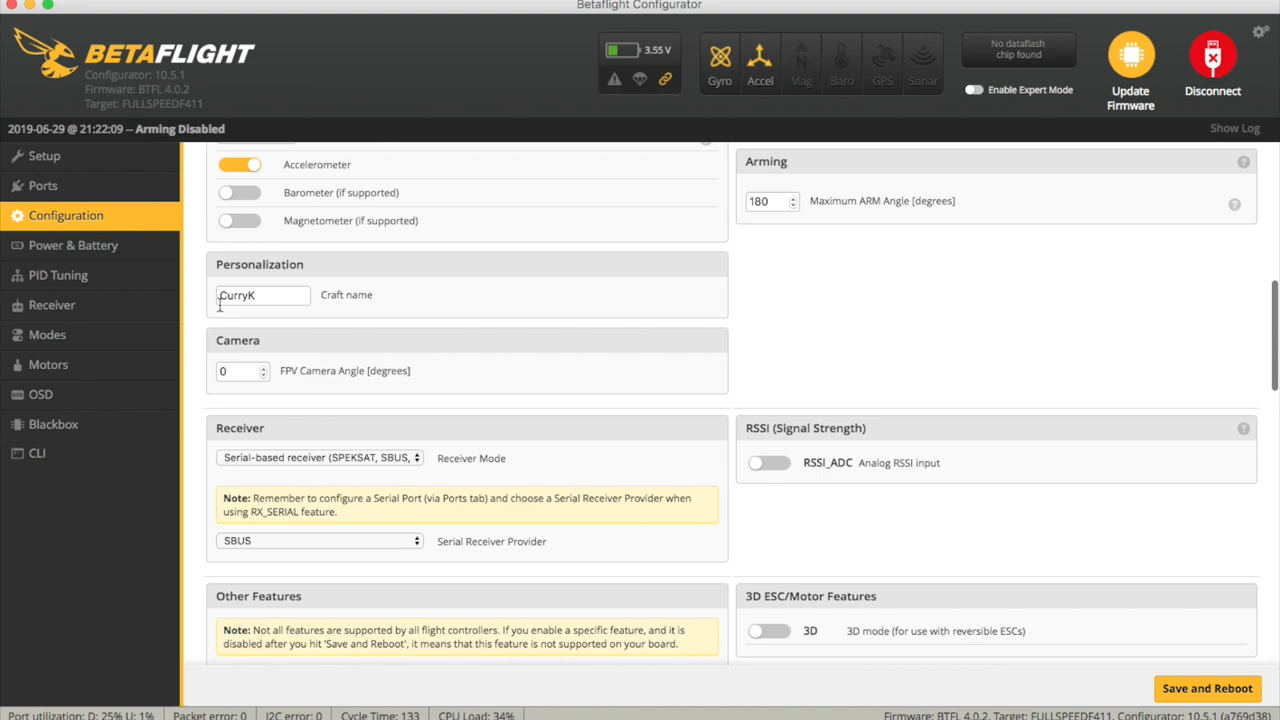 Betaflight Configurator
BETAFLIGHT
Configurator: 10.5.1
Firmware: BTFL 4.0.2
Target: FULLSPEEDF411
3.55 V
Gyro
Accel
Mag
Baro
GPS
Sonar
No dataflash
chip found
Enable Expert Mode
Update
Firmware
Disconnect
2019-06-29 @ 21:22:09 -- Arming Disabled
Show Log
Setup
Ports
Configuration
Power & Battery
PID Tuning
Receiver
Modes
Motors
OSD
Blackbox
CLI
Accelerometer
Barometer (if supported)
Magnetometer (if supported)
Arming
180 Maximum ARM Angle [degrees]
Personalization
CurryK Craft name
Camera
0 FPV Camera Angle [degrees]
Receiver
Serial-based receiver (SPEKSAT, SBUS, Receiver Mode
Note: Remember to configure a Serial Port (via Ports tab) and choose a Serial Receiver Provider when
using RX_SERIAL feature.
SBUS Serial Receiver Provider
RSSI (Signal Strength)
RSSI_ADC Analog RSSI input
Other Features
Note: Not all features are supported by all flight controllers. If you enable a specific feature, and it is
disabled after you hit 'Save and Reboot', it means that this feature is not supported on your board.
3D ESC/Motor Features
3D 3D mode (for use with reversible ESCs)
Save and Reboot
Port utilization: D: 25% U: 1% Packet error: 0 I2C error: 0 Cycle Time: 133 CPU Load: 34% Firmware: BTFL 4.0.2, Target: FULLSPEEDF411, Configurator: 10.5.1 (a769d38)